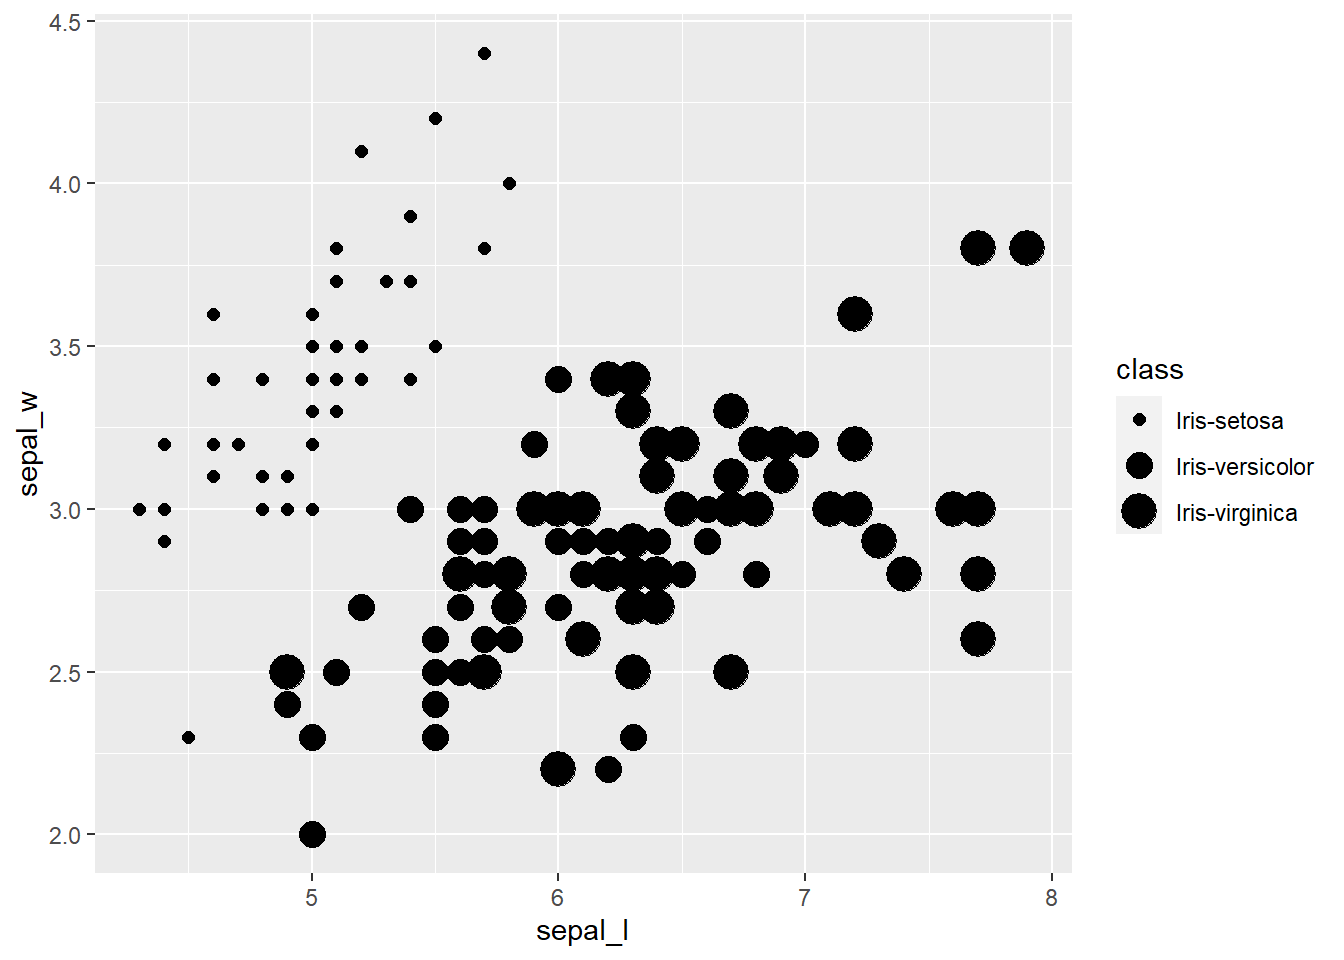 4.5
4.0
3.5
3.0
2.5
2.0
sepal_w
5 6 7 8
sepal_l
class
Iris-setosa
Iris-versicolor
Iris-virginica